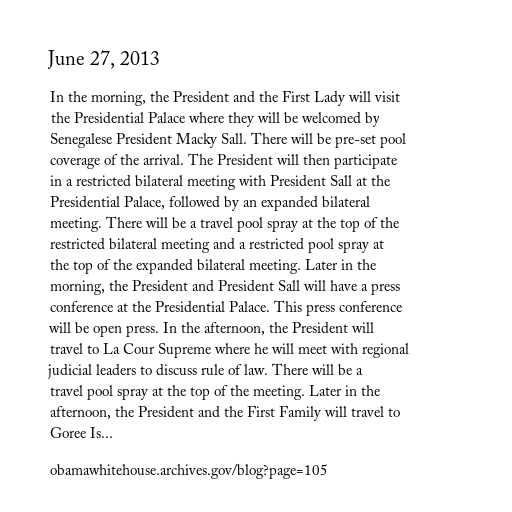 June 27, 2013
In the morning, the President and the First Lady will visit
the Presidential Palace where they will be welcomed by
Senegalese President Macky Sall. There will be pre-set pool
coverage of the arrival. The President will then participate
in a restricted bilateral meeting with President Sall at the
Presidential Palace, followed by an expanded bilateral
meeting. There will be a travel pool spray at the top of the
restricted bilateral meeting and a restricted pool spray at
the top of the expanded bilateral meeting. Later in the
morning, the President and President Sall will have a press
conference at the Presidential Palace. This press conference
will be open press. In the afternoon, the President will
travel to La Cour Supreme where he will meet with regional
judicial leaders to discuss rule of law. There will be a
travel pool spray at the top of the meeting. Later in the
afternoon, the President and the First Family will travel to
Goree Is...
obamawhitehouse.archives.gov/blog?page=105